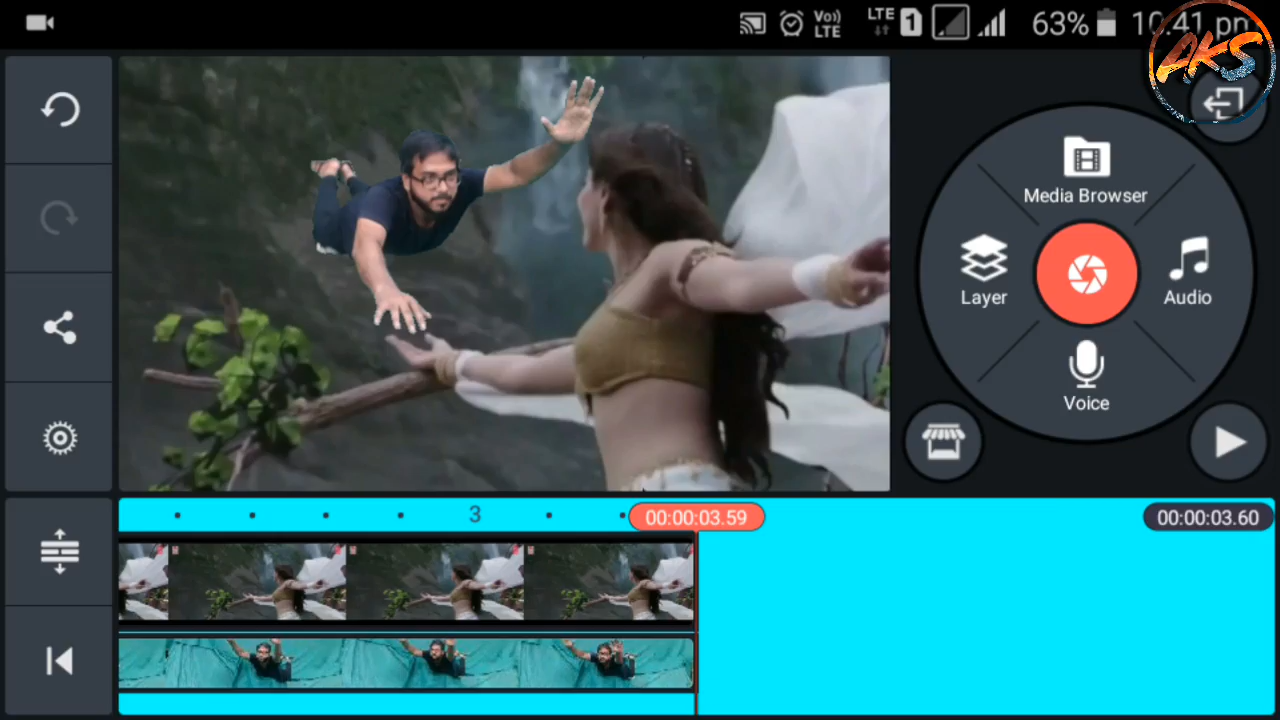 Vo))
LTE
LTE
1
63%
10:41 pm
AKS
Media Browser
Layer
Audio
Voice
3
00:00:03.59
00:00:03.60